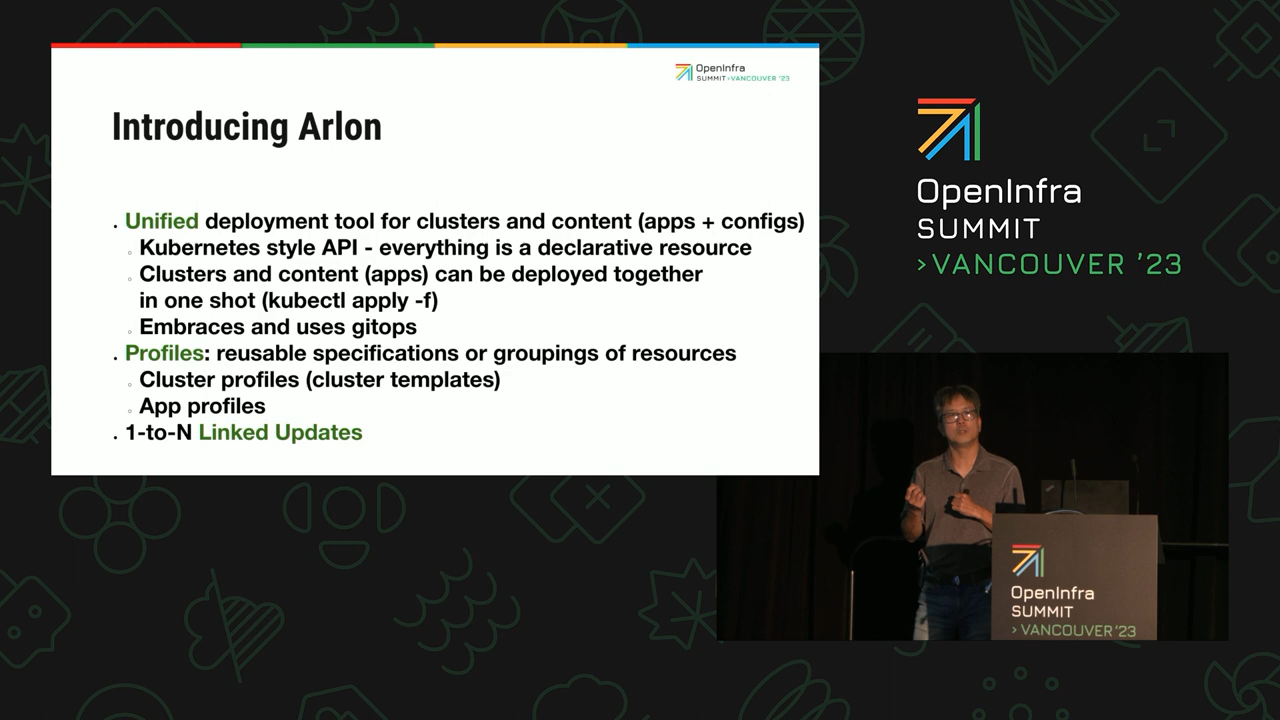 OpenInfra
SUMMIT >VANCOUVER '23
Introducing Arlon
. Unified deployment tool for clusters and content (apps + configs)
Kubernetes style API - everything is a declarative resource
Clusters and content (apps) can be deployed together
in one shot (kubectl apply -f)
Embraces and uses gitops
. Profiles: reusable specifications or groupings of resources
Cluster profiles (cluster templates)
App profiles
. 1-to-N Linked Updates
OpenInfra
SUMMIT
>VANCOUVER '23
OpenInfra
SUMMIT
> VANCOUVER '23